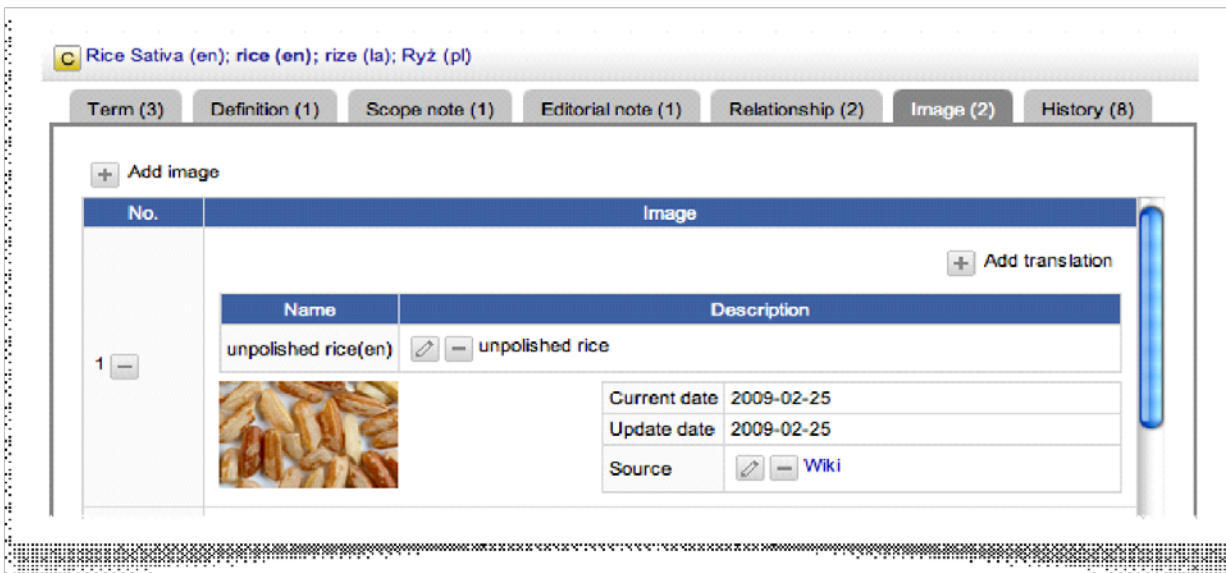 C Rice Sativa (en); rice (en); rize (la); Ryż (pl)
Term (3) Definition (1) Scope note (1) Editorial note (1) Relationship (2) Image (2) History (8)
+ Add image
No. Image
+ Add translation
Name Description
1 unpolished rice(en) unpolished rice
Current date 2009-02-25
Update date 2009-02-25
Source Wiki